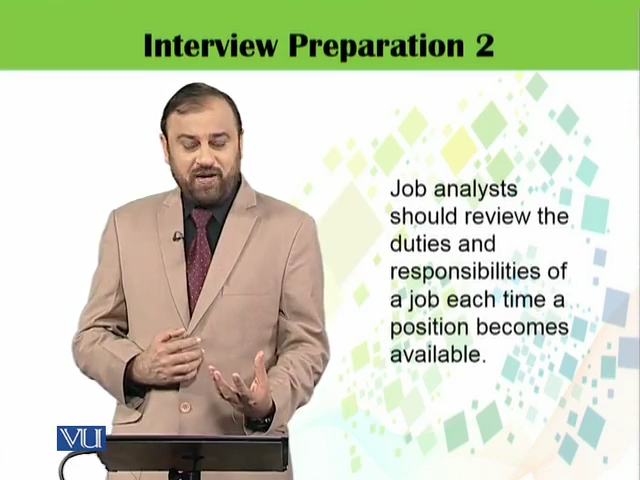 Interview Preparation 2
Job analysts
should review the
duties and
responsibilities of
a job each time a
position becomes
available.
VU